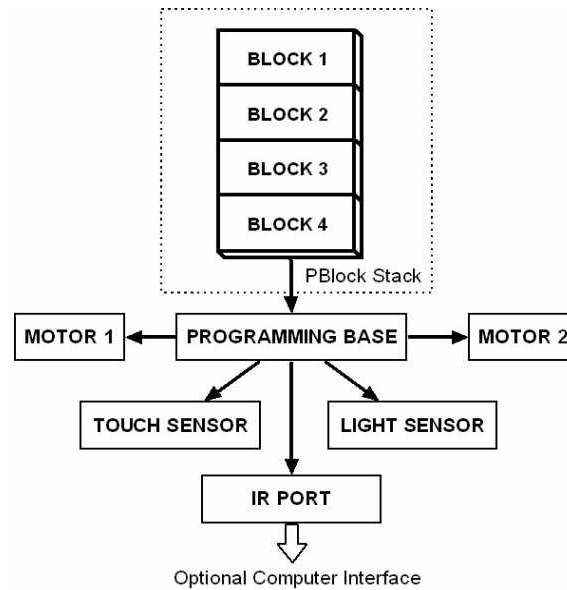 BLOCK 1
BLOCK 2
BLOCK 3
BLOCK 4
PBlock Stack
MOTOR 1
PROGRAMMING BASE
MOTOR 2
TOUCH SENSOR
LIGHT SENSOR
IR PORT
Optional Computer Interface